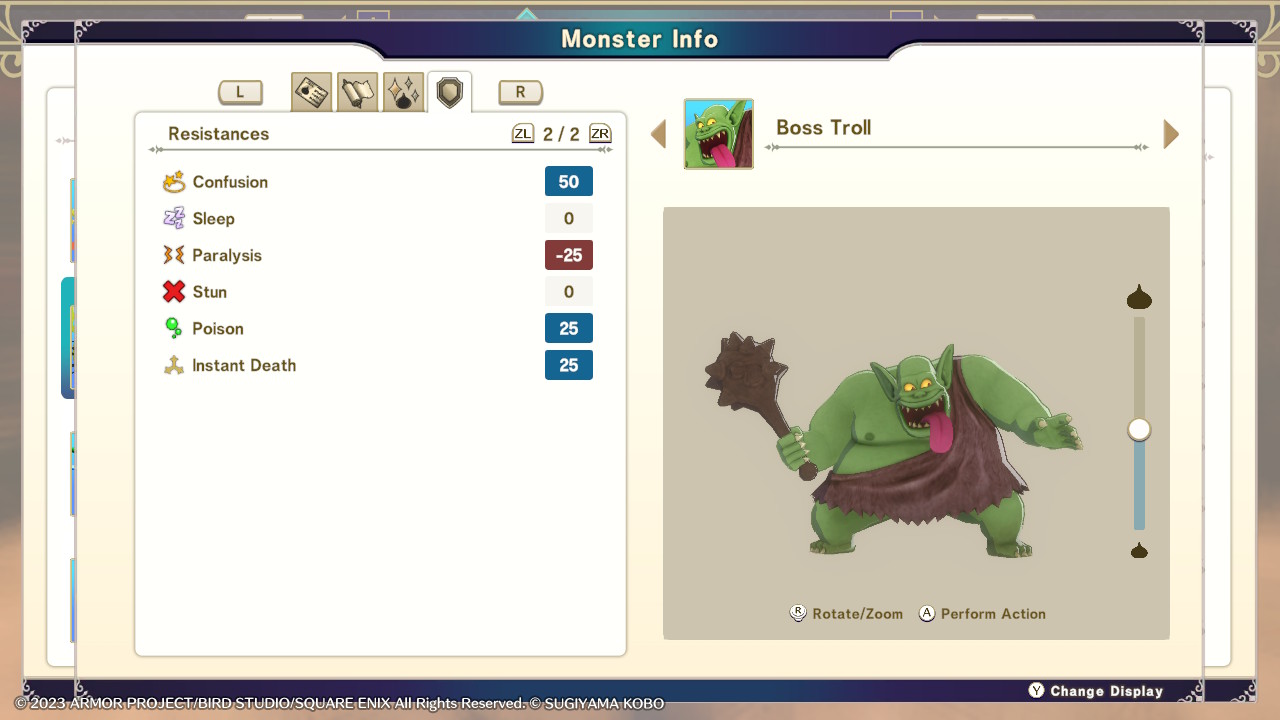 Monster Info
L
R
Resistances
ZL 2 / 2 ZR
Confusion 50
Sleep 0
Paralysis -25
Stun 0
Poison 25
Instant Death 25
Boss Troll
R Rotate/Zoom A Perform Action
Y Change Display
© 2023 ARMOR PROJECT/BIRD STUDIO/SQUARE ENIX All Rights Reserved. © SUGIYAMA KOBO